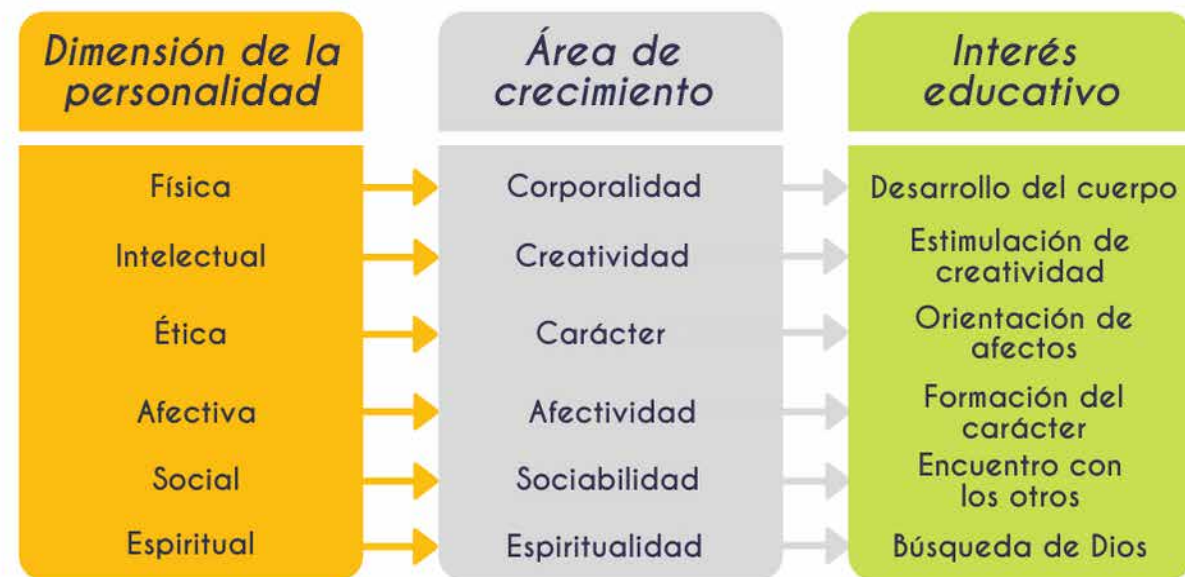 Dimensión de la
personalidad
Área de
crecimiento
Interés
educativo
Física
Corporalidad
Desarrollo del cuerpo
Intelectual
Creatividad
Estimulación de
creatividad
Ética
Carácter
Orientación de
afectos
Afectiva
Afectividad
Formación del
carácter
Social
Sociabilidad
Encuentro con
los otros
Espiritual
Espiritualidad
Búsqueda de Dios